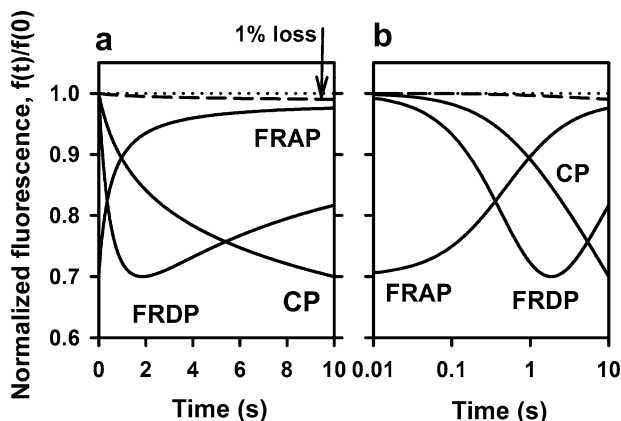 a
1% loss
b
Normalized fluorescence, f(t)/f(0)
1.0
0.9
0.8
0.7
0.6
FRAP
FRDP
CP
0 2 4 6 8 10
Time (s)
CP
FRAP
FRDP
0.01 0.1 1 10
Time (s)